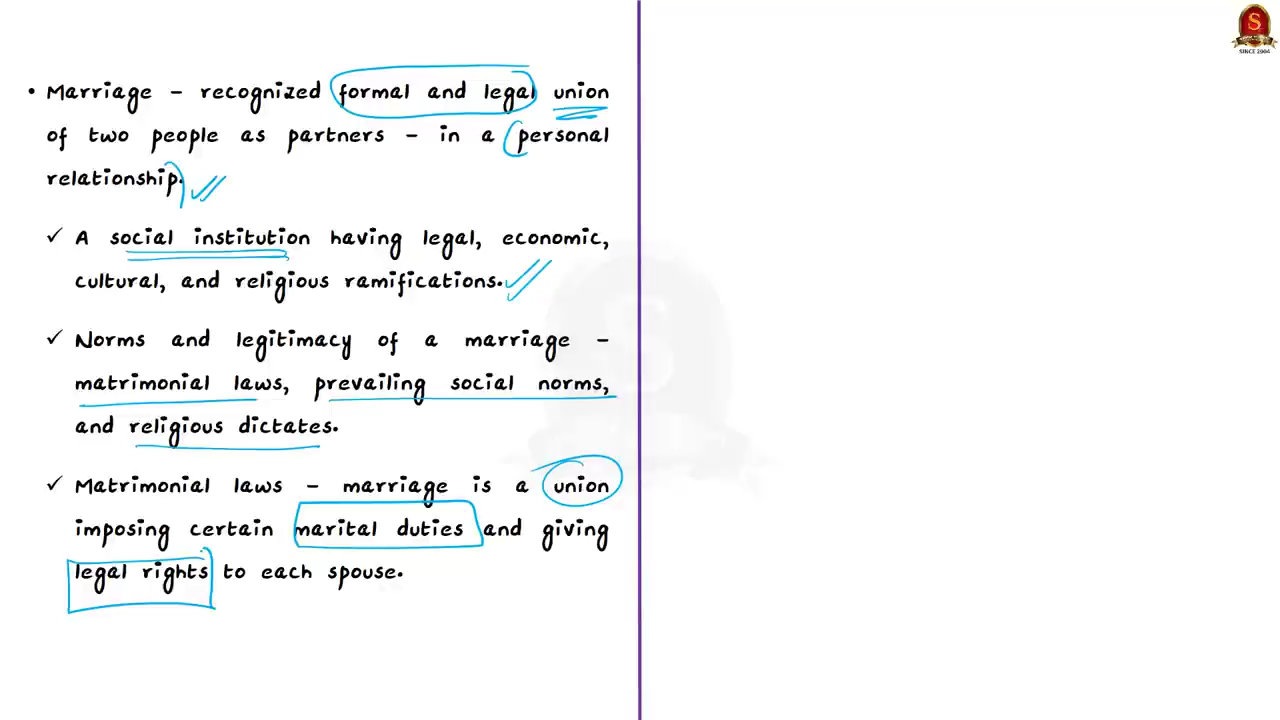 • Marriage – recognized formal and legal union
of two people as partners – in a personal
relationship.
✓ A social institution having legal, economic,
cultural, and religious ramifications.
✓ Norms and legitimacy of a marriage –
matrimonial laws, prevailing social norms,
and religious dictates.
✓ Matrimonial laws – marriage is a union
imposing certain marital duties and giving
legal rights to each spouse.
S
SINCE 2004